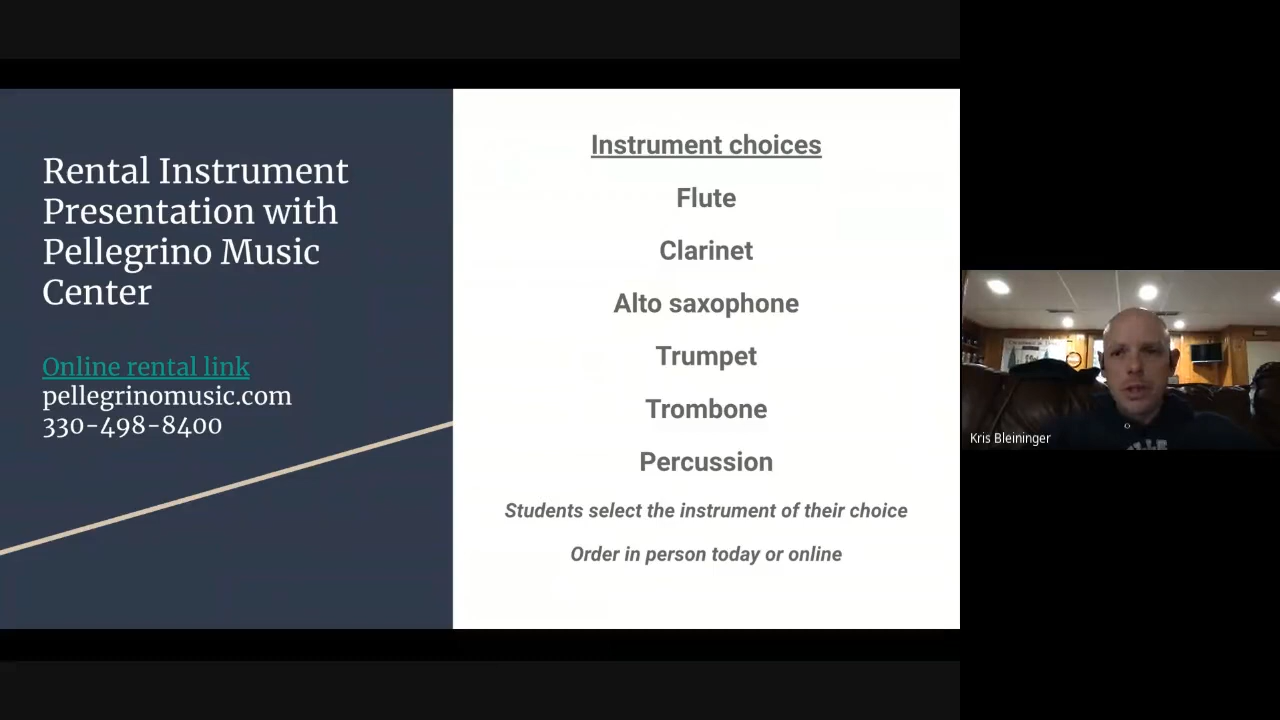 Rental Instrument
Presentation with
Pellegrino Music
Center
Online rental link
pellegrinomusic.com
330-498-8400
Instrument choices
Flute
Clarinet
Alto saxophone
Trumpet
Trombone
Percussion
Students select the instrument of their choice
Order in person today or online
Kris Bleininger